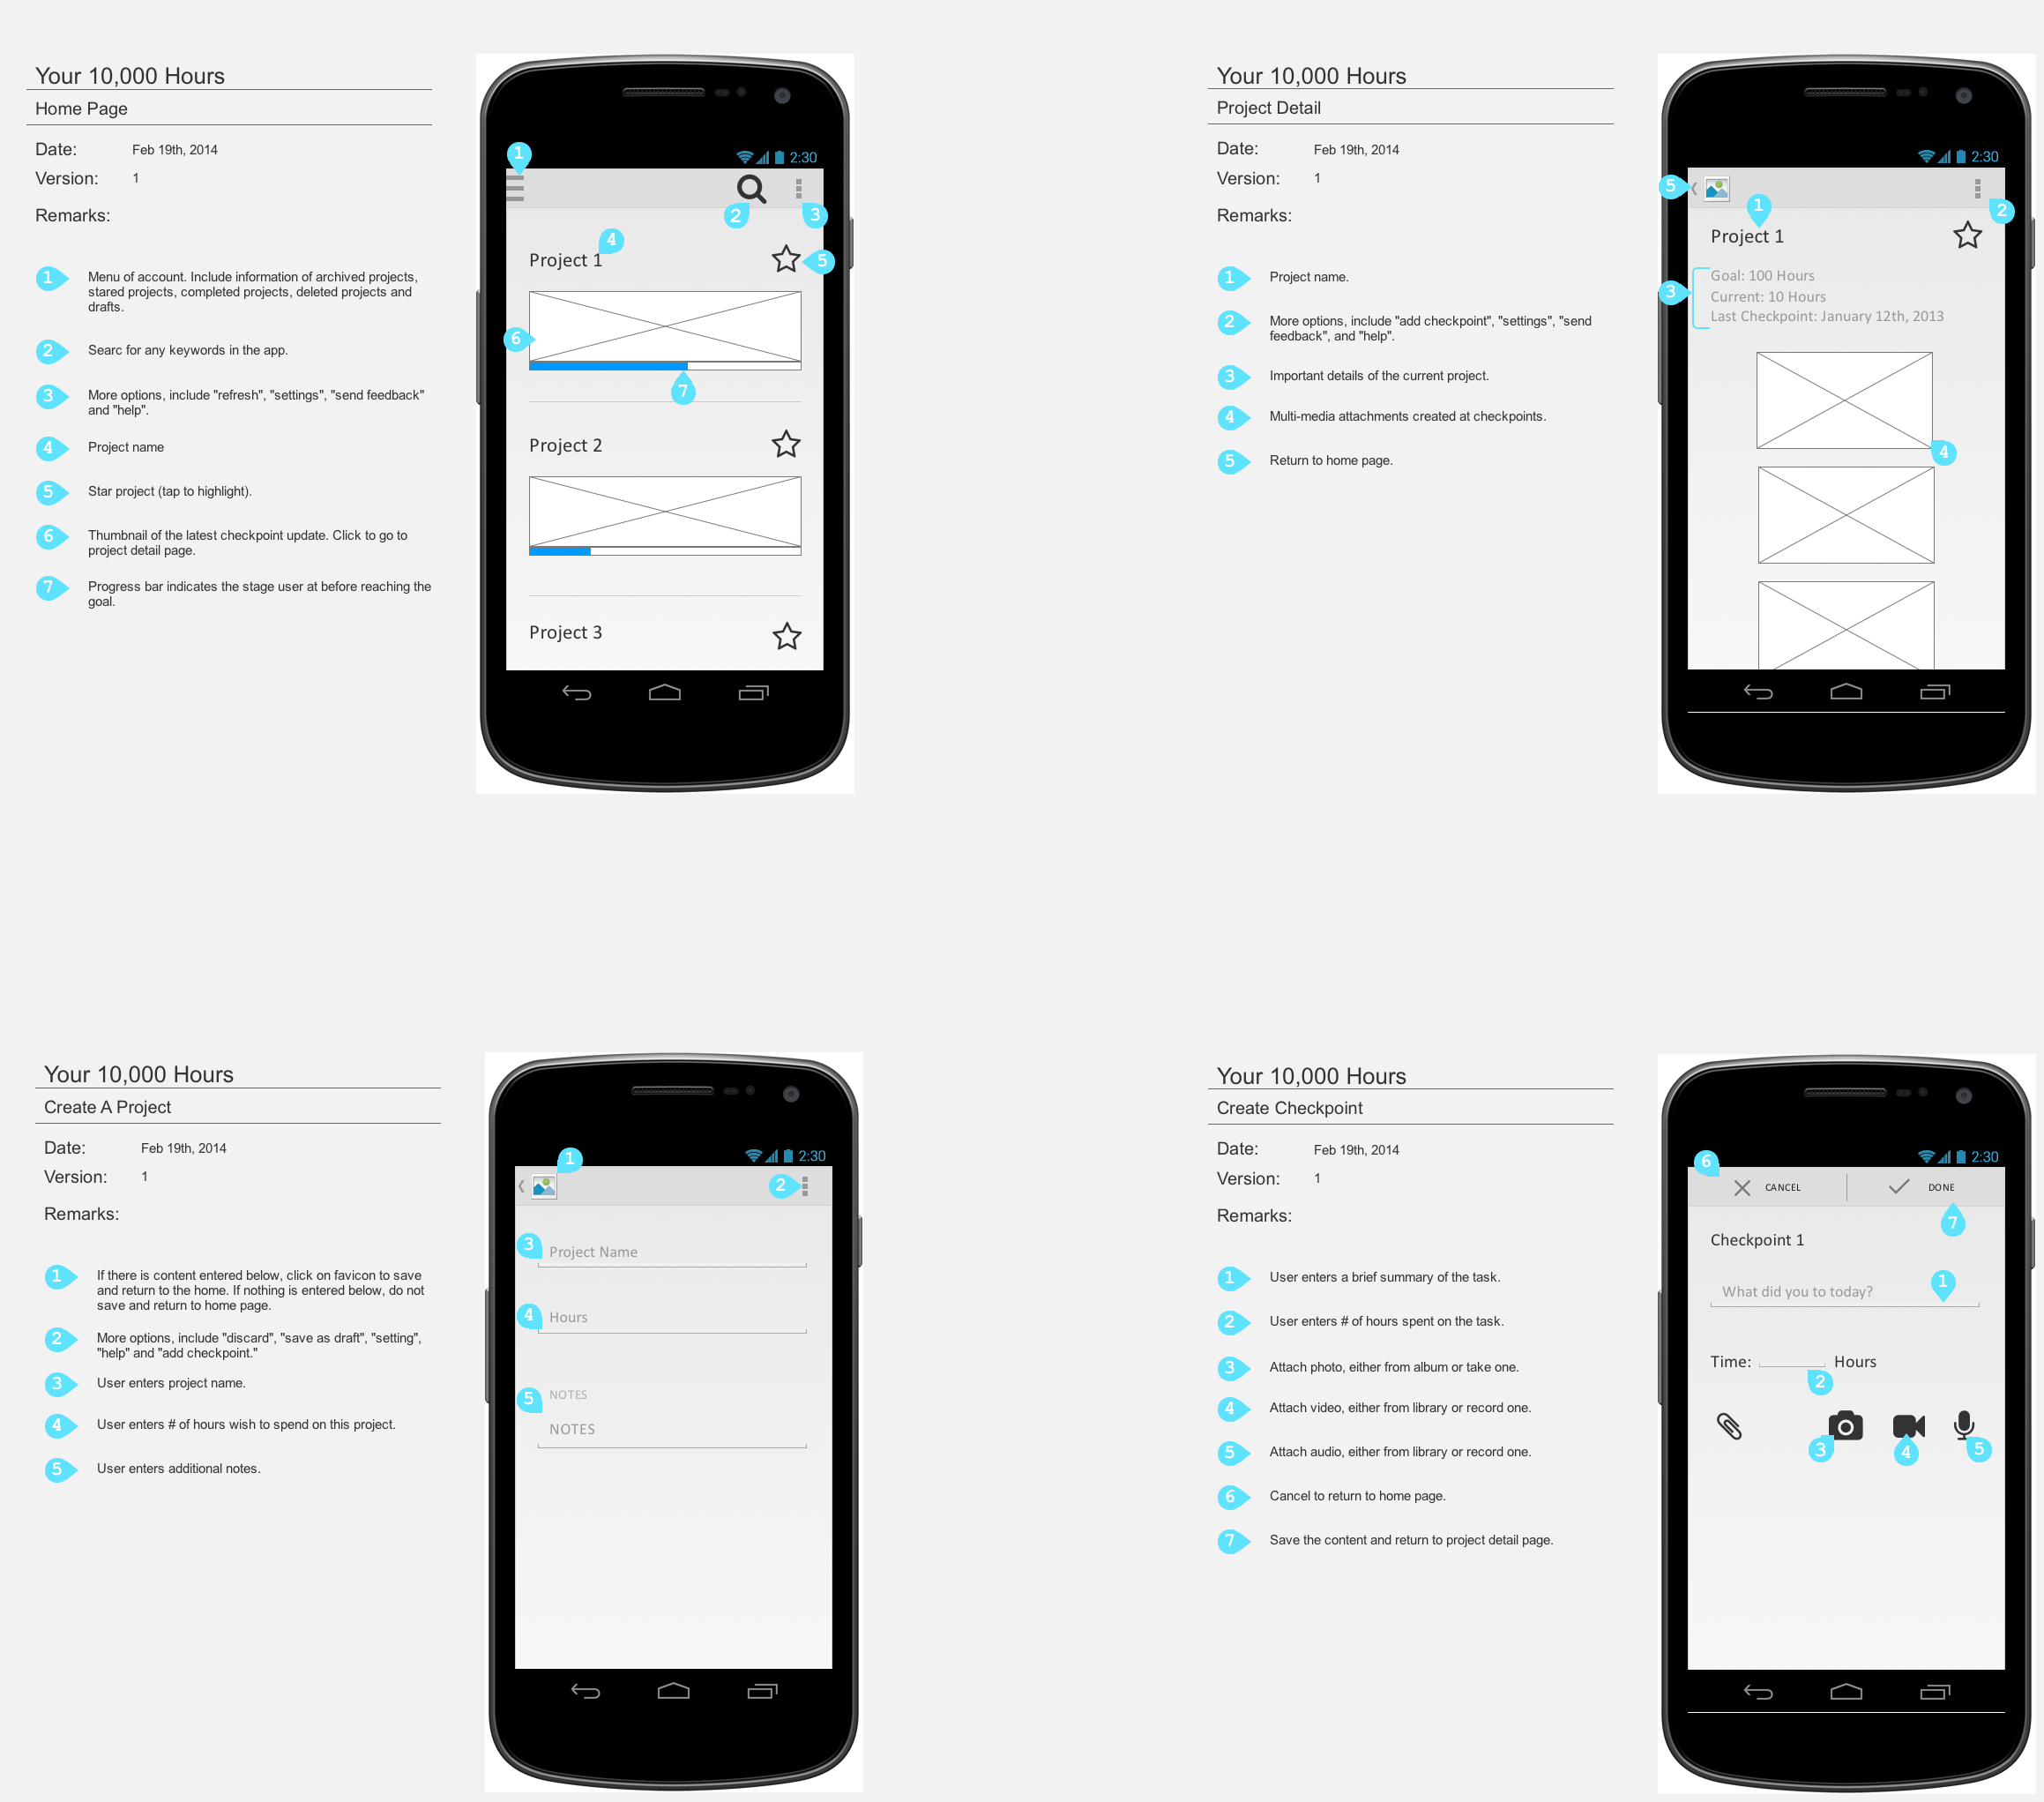 Your 10,000 Hours
Home Page
Date: Feb 19th, 2014
Version: 1
Remarks:
1 Menu of account. Include information of archived projects,
stared projects, completed projects, deleted projects and
drafts.
2 Searc for any keywords in the app.
3 More options, include "refresh", "settings", "send feedback"
and "help".
4 Project name
5 Star project (tap to highlight).
6 Thumbnail of the latest checkpoint update. Click to go to
project detail page.
7 Progress bar indicates the stage user at before reaching the
goal.
2:30
1
2
3
4
Project 1
5
6
7
Project 2
Project 3
Your 10,000 Hours
Project Detail
Date: Feb 19th, 2014
Version: 1
Remarks:
1 Project name.
2 More options, include "add checkpoint", "settings", "send
feedback", and "help".
3 Important details of the current project.
4 Multi-media attachments created at checkpoints.
5 Return to home page.
2:30
5
1
2
Project 1
Goal: 100 Hours
3 Current: 10 Hours
Last Checkpoint: January 12th, 2013
4
Your 10,000 Hours
Create A Project
Date: Feb 19th, 2014
Version: 1
Remarks:
1 If there is content entered below, click on favicon to save
and return to the home. If nothing is entered below, do not
save and return to home page.
2 More options, include "discard", "save as draft", "setting",
"help" and "add checkpoint."
3 User enters project name.
4 User enters # of hours wish to spend on this project.
5 User enters additional notes.
1
2:30
2
3 Project Name
4 Hours
5 NOTES
NOTES
Your 10,000 Hours
Create Checkpoint
Date: Feb 19th, 2014
Version: 1
Remarks:
1 User enters a brief summary of the task.
2 User enters # of hours spent on the task.
3 Attach photo, either from album or take one.
4 Attach video, either from library or record one.
5 Attach audio, either from library or record one.
6 Cancel to return to home page.
7 Save the content and return to project detail page.
2:30
6
CANCEL DONE
7
Checkpoint 1
What did you to today? 1
Time: Hours
2
3 4 5